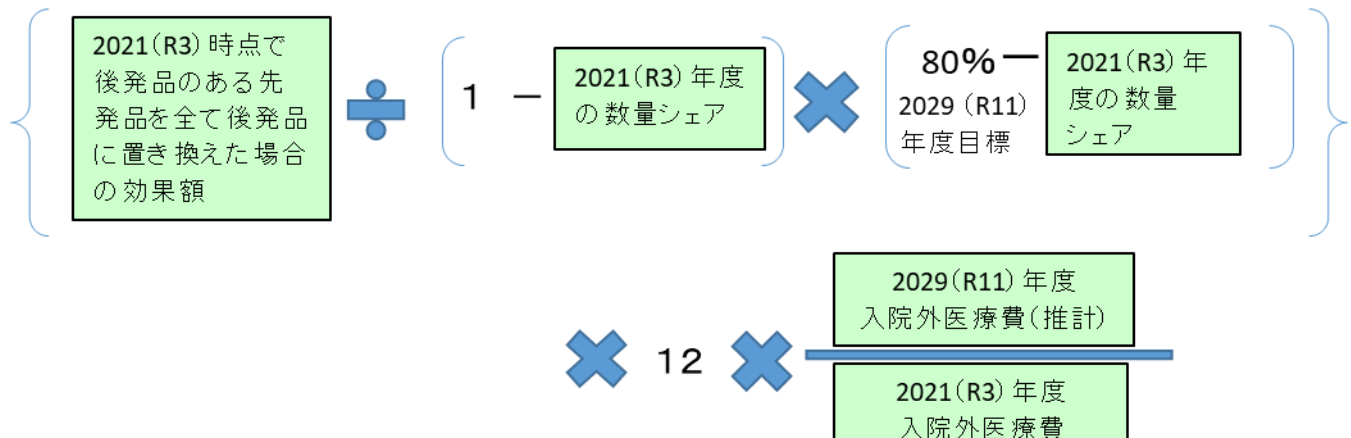 2021(R3)時点で
後発品のある先
発品を全て後発品
に置き換えた場合
の効果額
÷
1 −
2021(R3)年度
の数量シェア
×
80%ー
2029 (R11)
年度目標
2021(R3)年
度の数量
シェア
× 12 ×
2029(R11)年度
入院外医療費(推計)
2021(R3)年度
入院外医療費